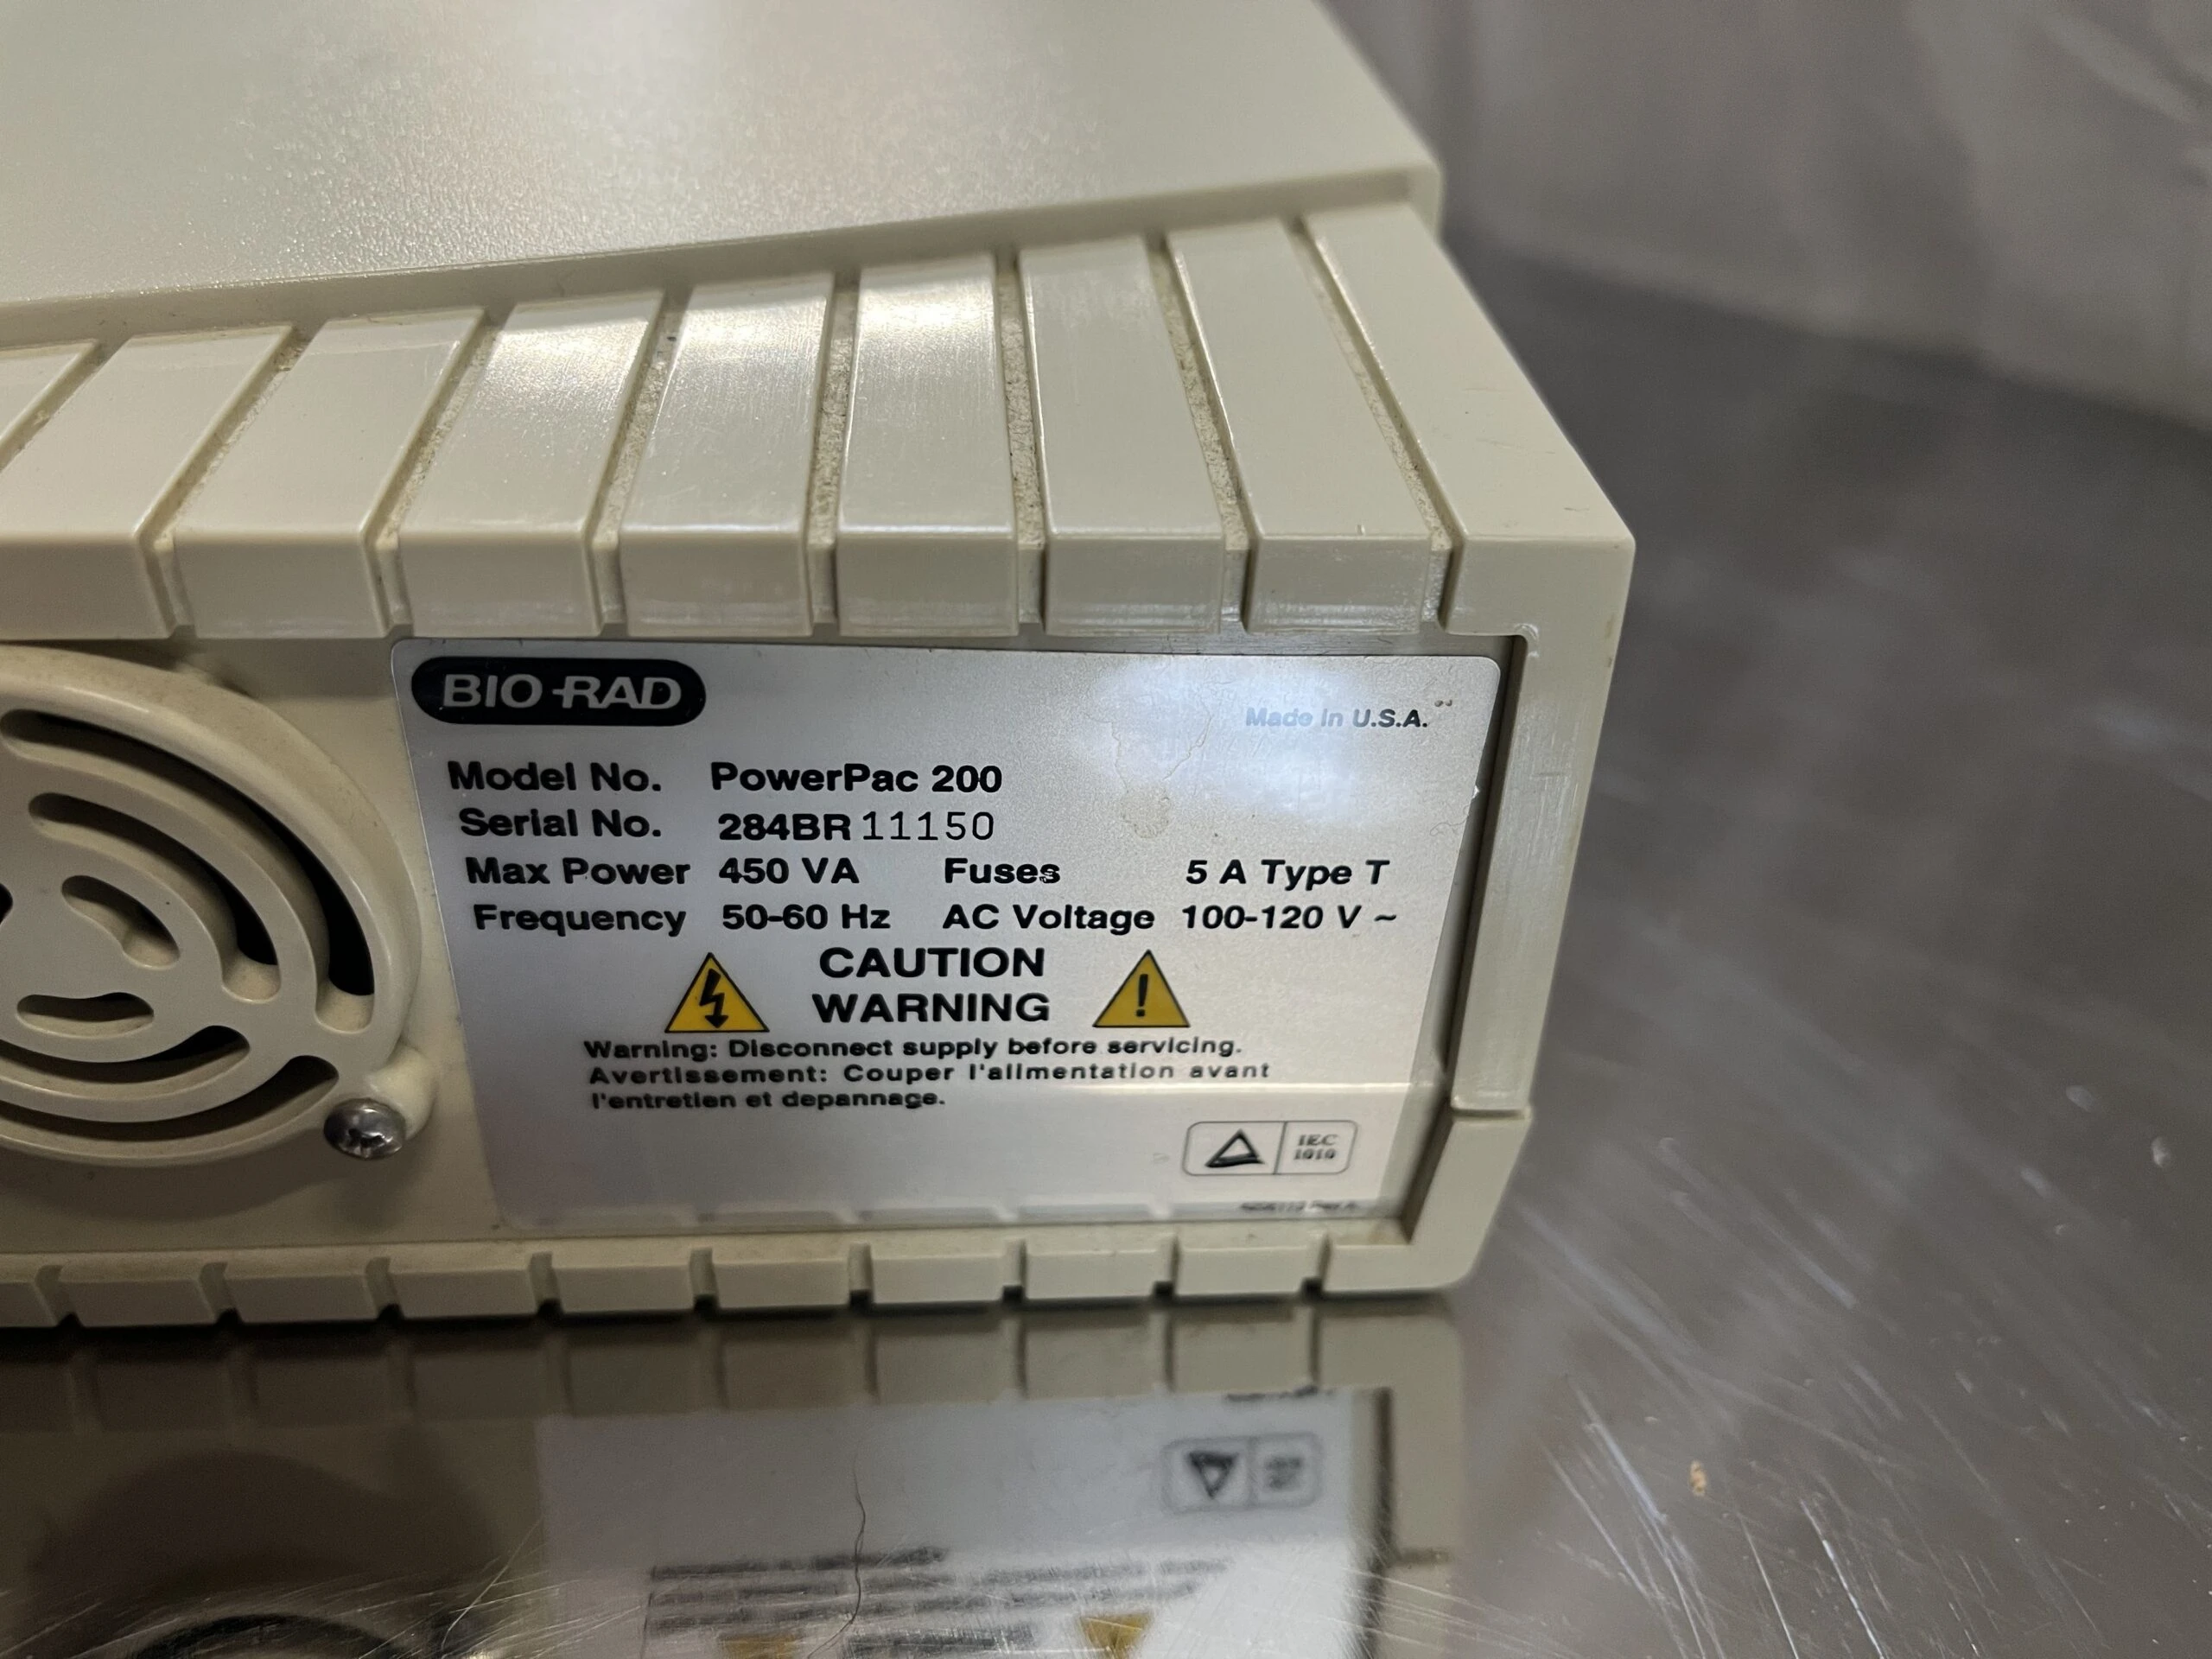 BIO-RAD
Made in U.S.A.
Model No. PowerPac 200
Serial No. 284BR 11150
Max Power 450 VA Fuses 5 A Type T
Frequency 50-60 Hz AC Voltage 100-120 V ~
CAUTION
WARNING
Warning: Disconnect supply before servicing.
Avertissement: Couper l'alimentation avant
l'entretien et depannage.
IEC
1010